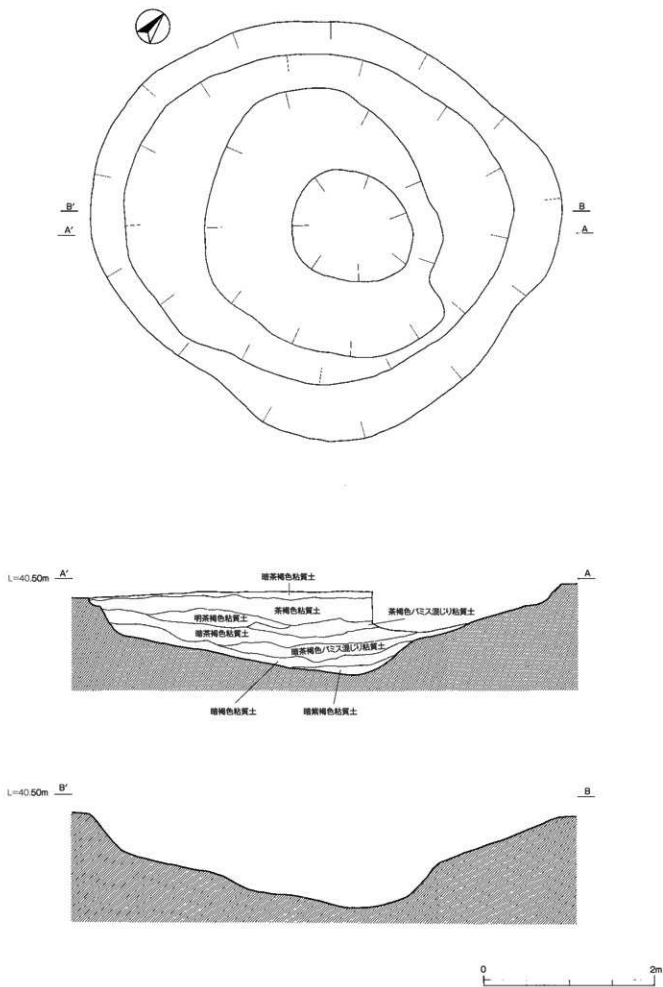 B'
B
A'
A
L=40.50m
A'
A
暗茶褐色粘質土
茶褐色粘質土
茶褐色パミス混じり粘質土
明茶褐色粘質土
暗茶褐色粘質土
暗茶褐色パミス混じり粘質土
暗褐色粘質土
暗紫褐色粘質土
L=40.50m
B'
B
0
2m